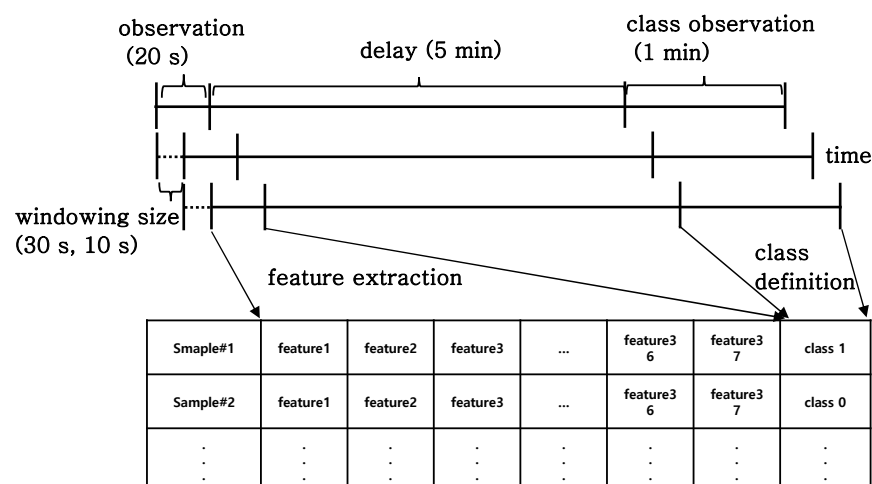 observation
(20 s)
delay (5 min)
class observation
(1 min)
time
windowing size
(30 s, 10 s)
feature extraction
class
definition
Smaple#1 feature1 feature2 feature3 ... feature3 6 feature3 7 class 1
Sample#2 feature1 feature2 feature3 ... feature3 6 feature3 7 class 0